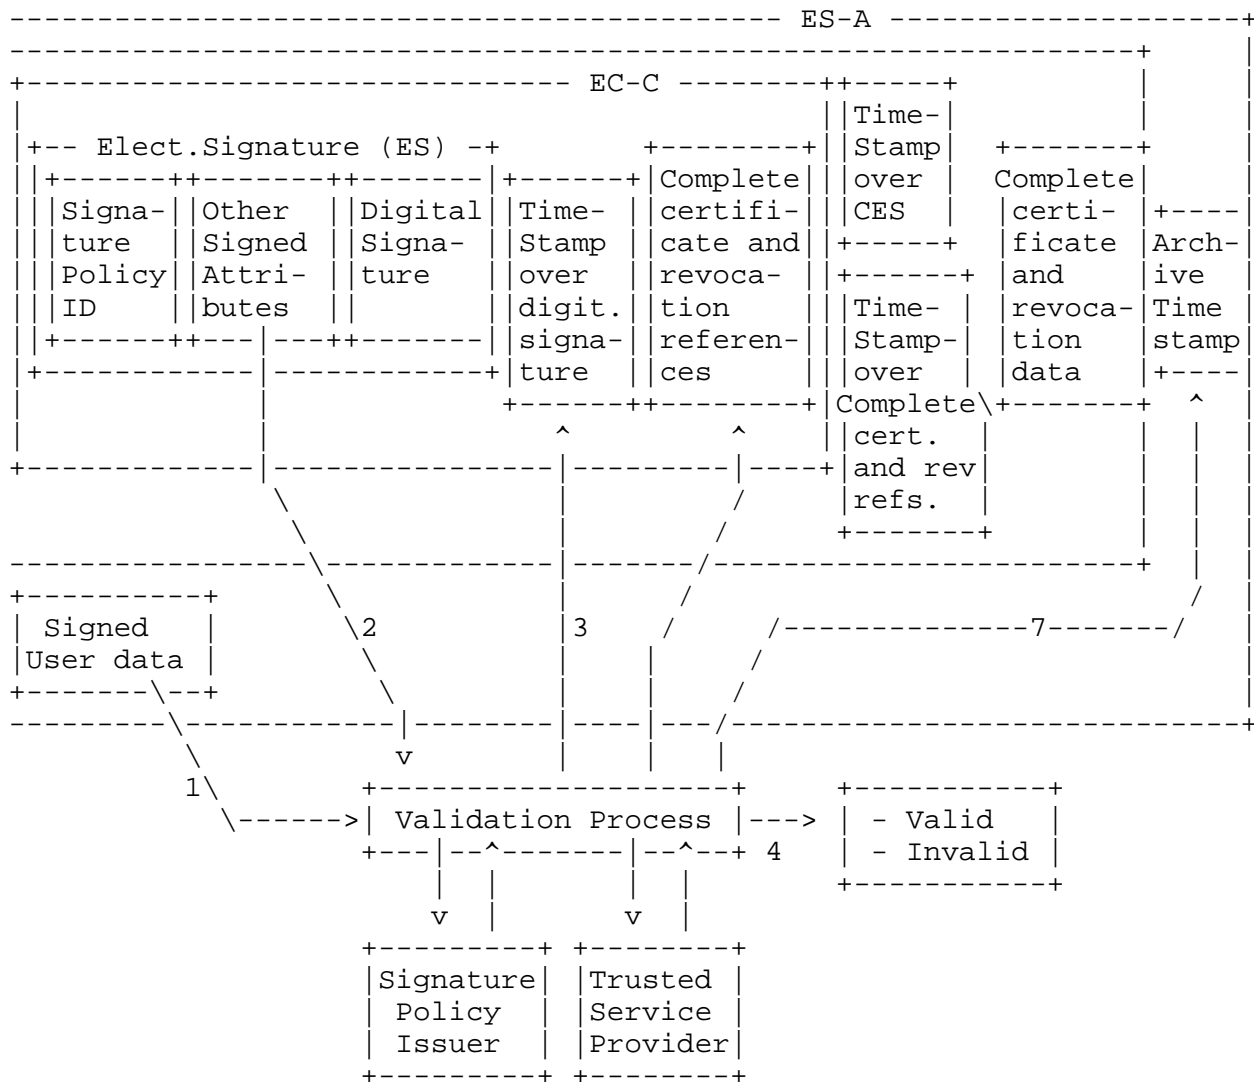 ---------------------------------------------- ES-A --------------------+
--------------------------------------------------------------------+     |
+--------------------------------- EC-C --------++-----+           |     |
|                                               ||Time-|           |     |
|+-- Elect.Signature (ES) -+         +--------+||Stamp|  +-------+     |
||+------++-------++-------|+------+|Complete|||over | Complete|     |
|||Signa-||Other  ||Digital||Time- ||certifi-|||CES  |  |certi- |+----
|||ture  ||Signed ||Signa- ||Stamp ||cate and||+-----+  |ficate |Arch-|
|||Policy||Attri- ||ture   ||over  ||revoca- ||+------+ |and    |ive  |
|||ID    ||butes  ||       ||digit.||tion    |||Time- | |revoca-|Time |
||+------++---|---++-------||signa-||referen-|||Stamp-| |tion   |stamp|
|+------------|------------+|ture  ||ces     |||over  | |data   |+----|
|             |             +------++--------+|Complete\+-------+  ^  |
|             |                  ^         ^    ||cert.  |        |  |  |
+-------------|------------------|---------|----+|and rev|        |  |  |
\                  |         /      |refs.  |        |  |  |
\                 |        /       +-------+        |  |  |
----------------- ---------------|------- --------------------------+  |  |
+----------+       \             |      /                            /  |
| Signed   |        \2           |3    /      /--------------7-------/   |
|User data |         \           |    |      /                          |
+------- --+          \          |    |     /                           |
--------- --------------|--------|----|--- /----------------------------+
\             v        |    |    |
1\          +--------------------+      +-----------+
\------>| Validation Process |---> | - Valid   |
+---|--^-------|--^--+ 4    | - Invalid |
|  |       |  |         +-----------+
v  |       v  |
+---------+ +--------+
|Signature| |Trusted |
| Policy  | |Service |
| Issuer  | |Provider|
+---------+ +--------+